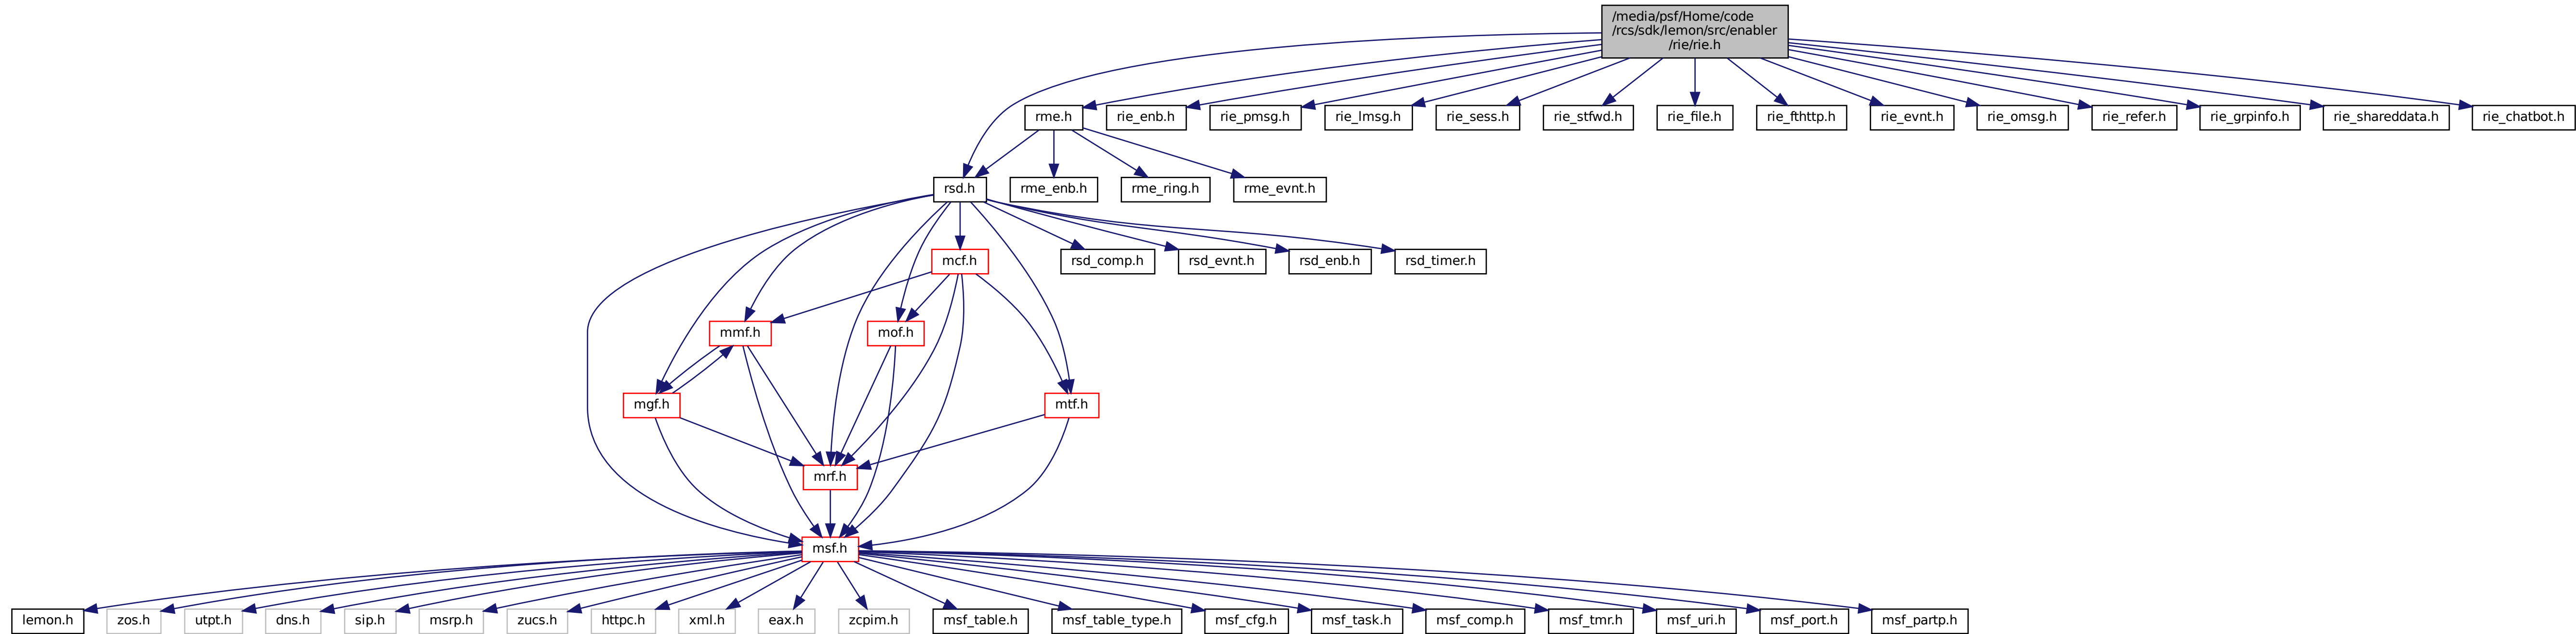 /media/psf/Home/code
/rcs/sdk/lemon/src/enabler
/rie/rie.h
rme.h
rie_enb.h
rie_pmsg.h
rie_lmsg.h
rie_sess.h
rie_stfwd.h
rie_file.h
rie_fthttp.h
rie_evnt.h
rie_omsg.h
rie_refer.h
rie_grpinfo.h
rie_shareddata.h
rie_chatbot.h
rsd.h
rme_enb.h
rme_ring.h
rme_evnt.h
mcf.h
rsd_comp.h
rsd_evnt.h
rsd_enb.h
rsd_timer.h
mmf.h
mof.h
mgf.h
mtf.h
mrf.h
msf.h
lemon.h
zos.h
utpt.h
dns.h
sip.h
msrp.h
zucs.h
httpc.h
xml.h
eax.h
zcpim.h
msf_table.h
msf_table_type.h
msf_cfg.h
msf_task.h
msf_comp.h
msf_tmr.h
msf_uri.h
msf_port.h
msf_partp.h